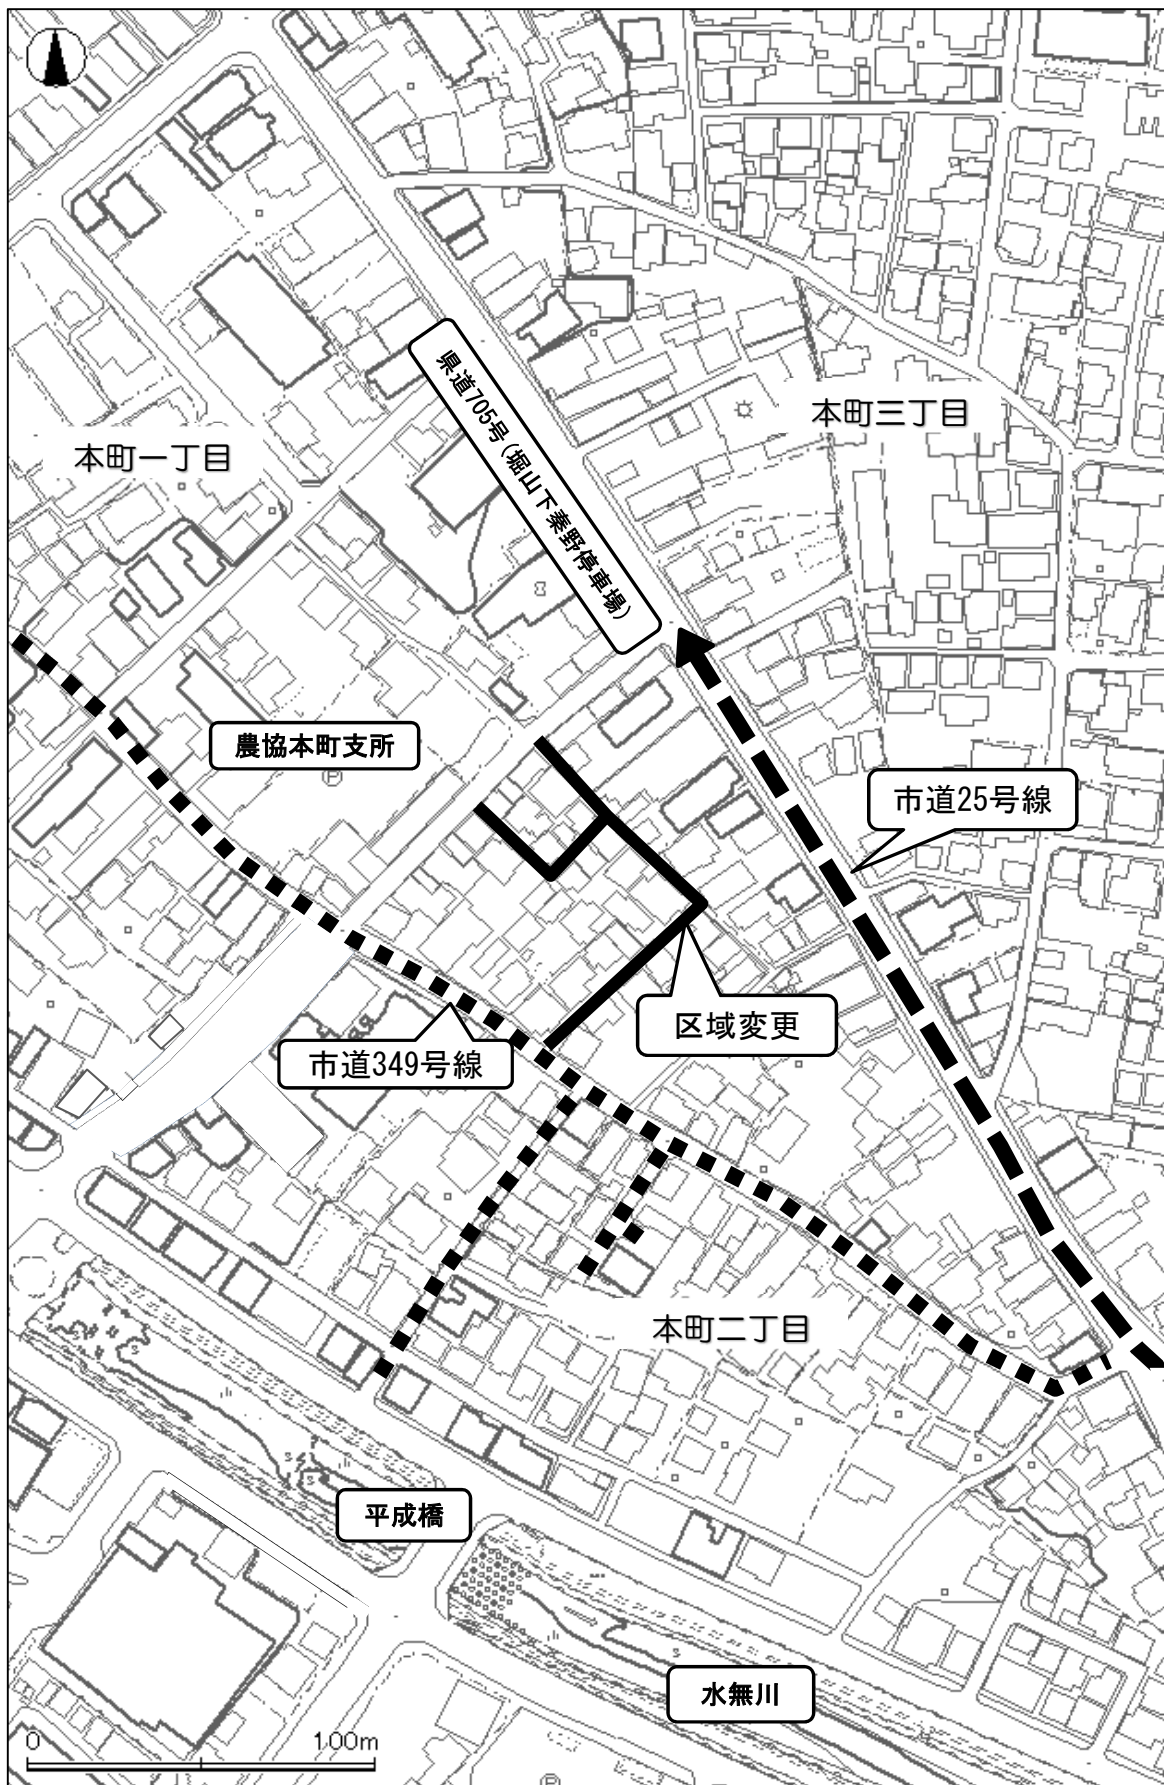 本町三丁目
県道705号(堀山下秦野停車場)
本町一丁目
農協本町支所
P
市道25号線
区域変更
市道349号線
本町二丁目
平成橋
水無川
0 100m
P